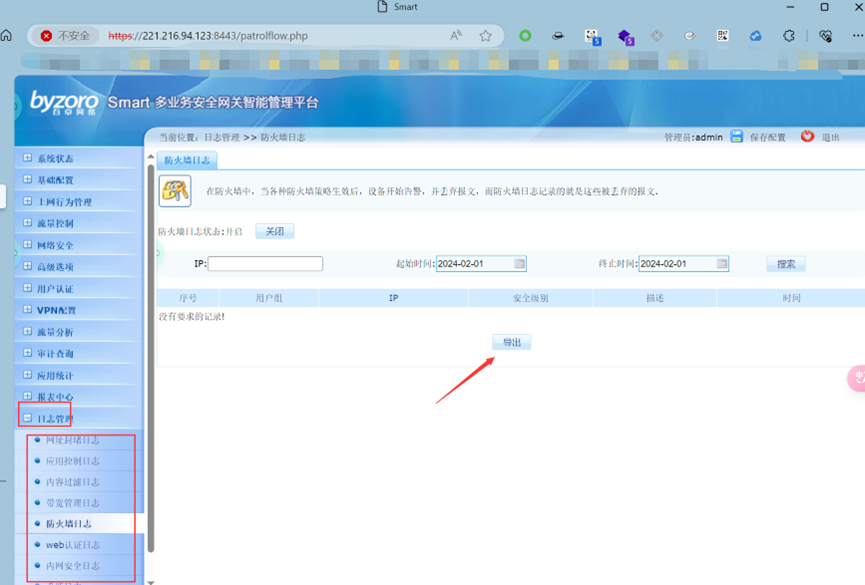 Smart
不安全 https://221.216.94.123:8443/patrolflow.php
byzoro 百卓网络 Smart 多业务安全网关智能管理平台
当前位置: 日志管理 >> 防火墙日志 管理员:admin 保存配置 退出
系统状态
基础配置
上网行为管理
流量控制
网络安全
高级选项
用户认证
VPN配置
流量分析
审计查询
应用统计
报表中心
日志管理
网址封堵日志
应用控制日志
内容过滤日志
带宽管理日志
防火墙日志
web认证日志
内网安全日志
防火墙日志
在防火墙中，当各种防火墙策略生效后，设备开始告警，并丢弃报文，而防火墙日志记录的就是这些被丢弃的报文。
防火墙日志状态:开启 关闭
IP: 起始时间: 2024-02-01 终止时间: 2024-02-01 搜索
序号 用户组 IP 安全级别 描述 时间
没有要求的记录!
导出